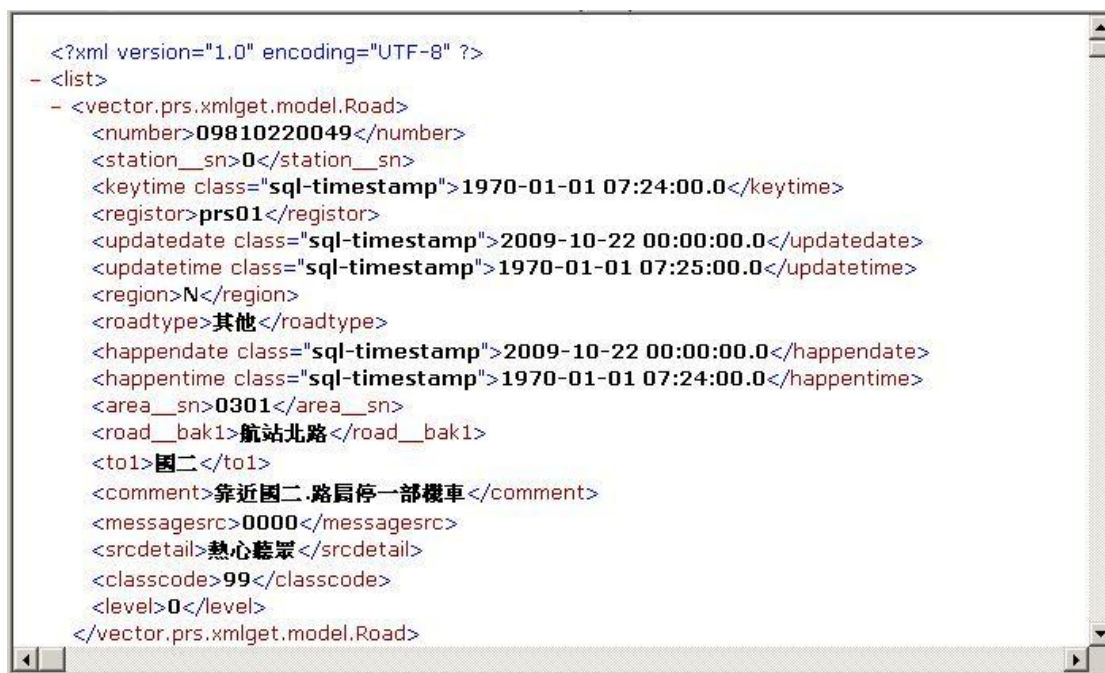 <?xml version="1.0" encoding="UTF-8" ?>
- <list>
- <vector.prs.xmlget.model.Road>
<number>09810220049</number>
<station__sn>0</station__sn>
<keytime class="sql-timestamp">1970-01-01 07:24:00.0</keytime>
<registor>prs01</registor>
<updatedate class="sql-timestamp">2009-10-22 00:00:00.0</updatedate>
<updatetime class="sql-timestamp">1970-01-01 07:25:00.0</updatetime>
<region>N</region>
<roadtype>其他</roadtype>
<happendate class="sql-timestamp">2009-10-22 00:00:00.0</happendate>
<happentime class="sql-timestamp">1970-01-01 07:24:00.0</happentime>
<area__sn>0301</area__sn>
<road__bak1>航站北路</road__bak1>
<to1>國二</to1>
<comment>靠近國二.路肩停一部機車</comment>
<messagesrc>0000</messagesrc>
<srcdetail>熱心聽眾</srcdetail>
<classcode>99</classcode>
<level>0</level>
</vector.prs.xmlget.model.Road>